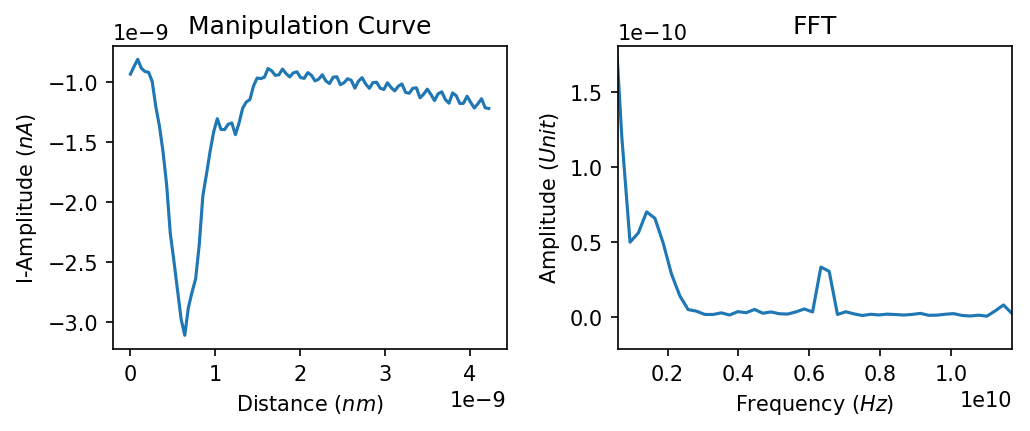 Manipulation Curve
1e−9
−1.0
−1.5
−2.0
−2.5
−3.0
I-Amplitude (nA)
0 1 2 3 4
1e−9
Distance (nm)
FFT
1e−10
1.5
1.0
0.5
0.0
Amplitude (Unit)
0.2 0.4 0.6 0.8 1.0
1e10
Frequency (Hz)